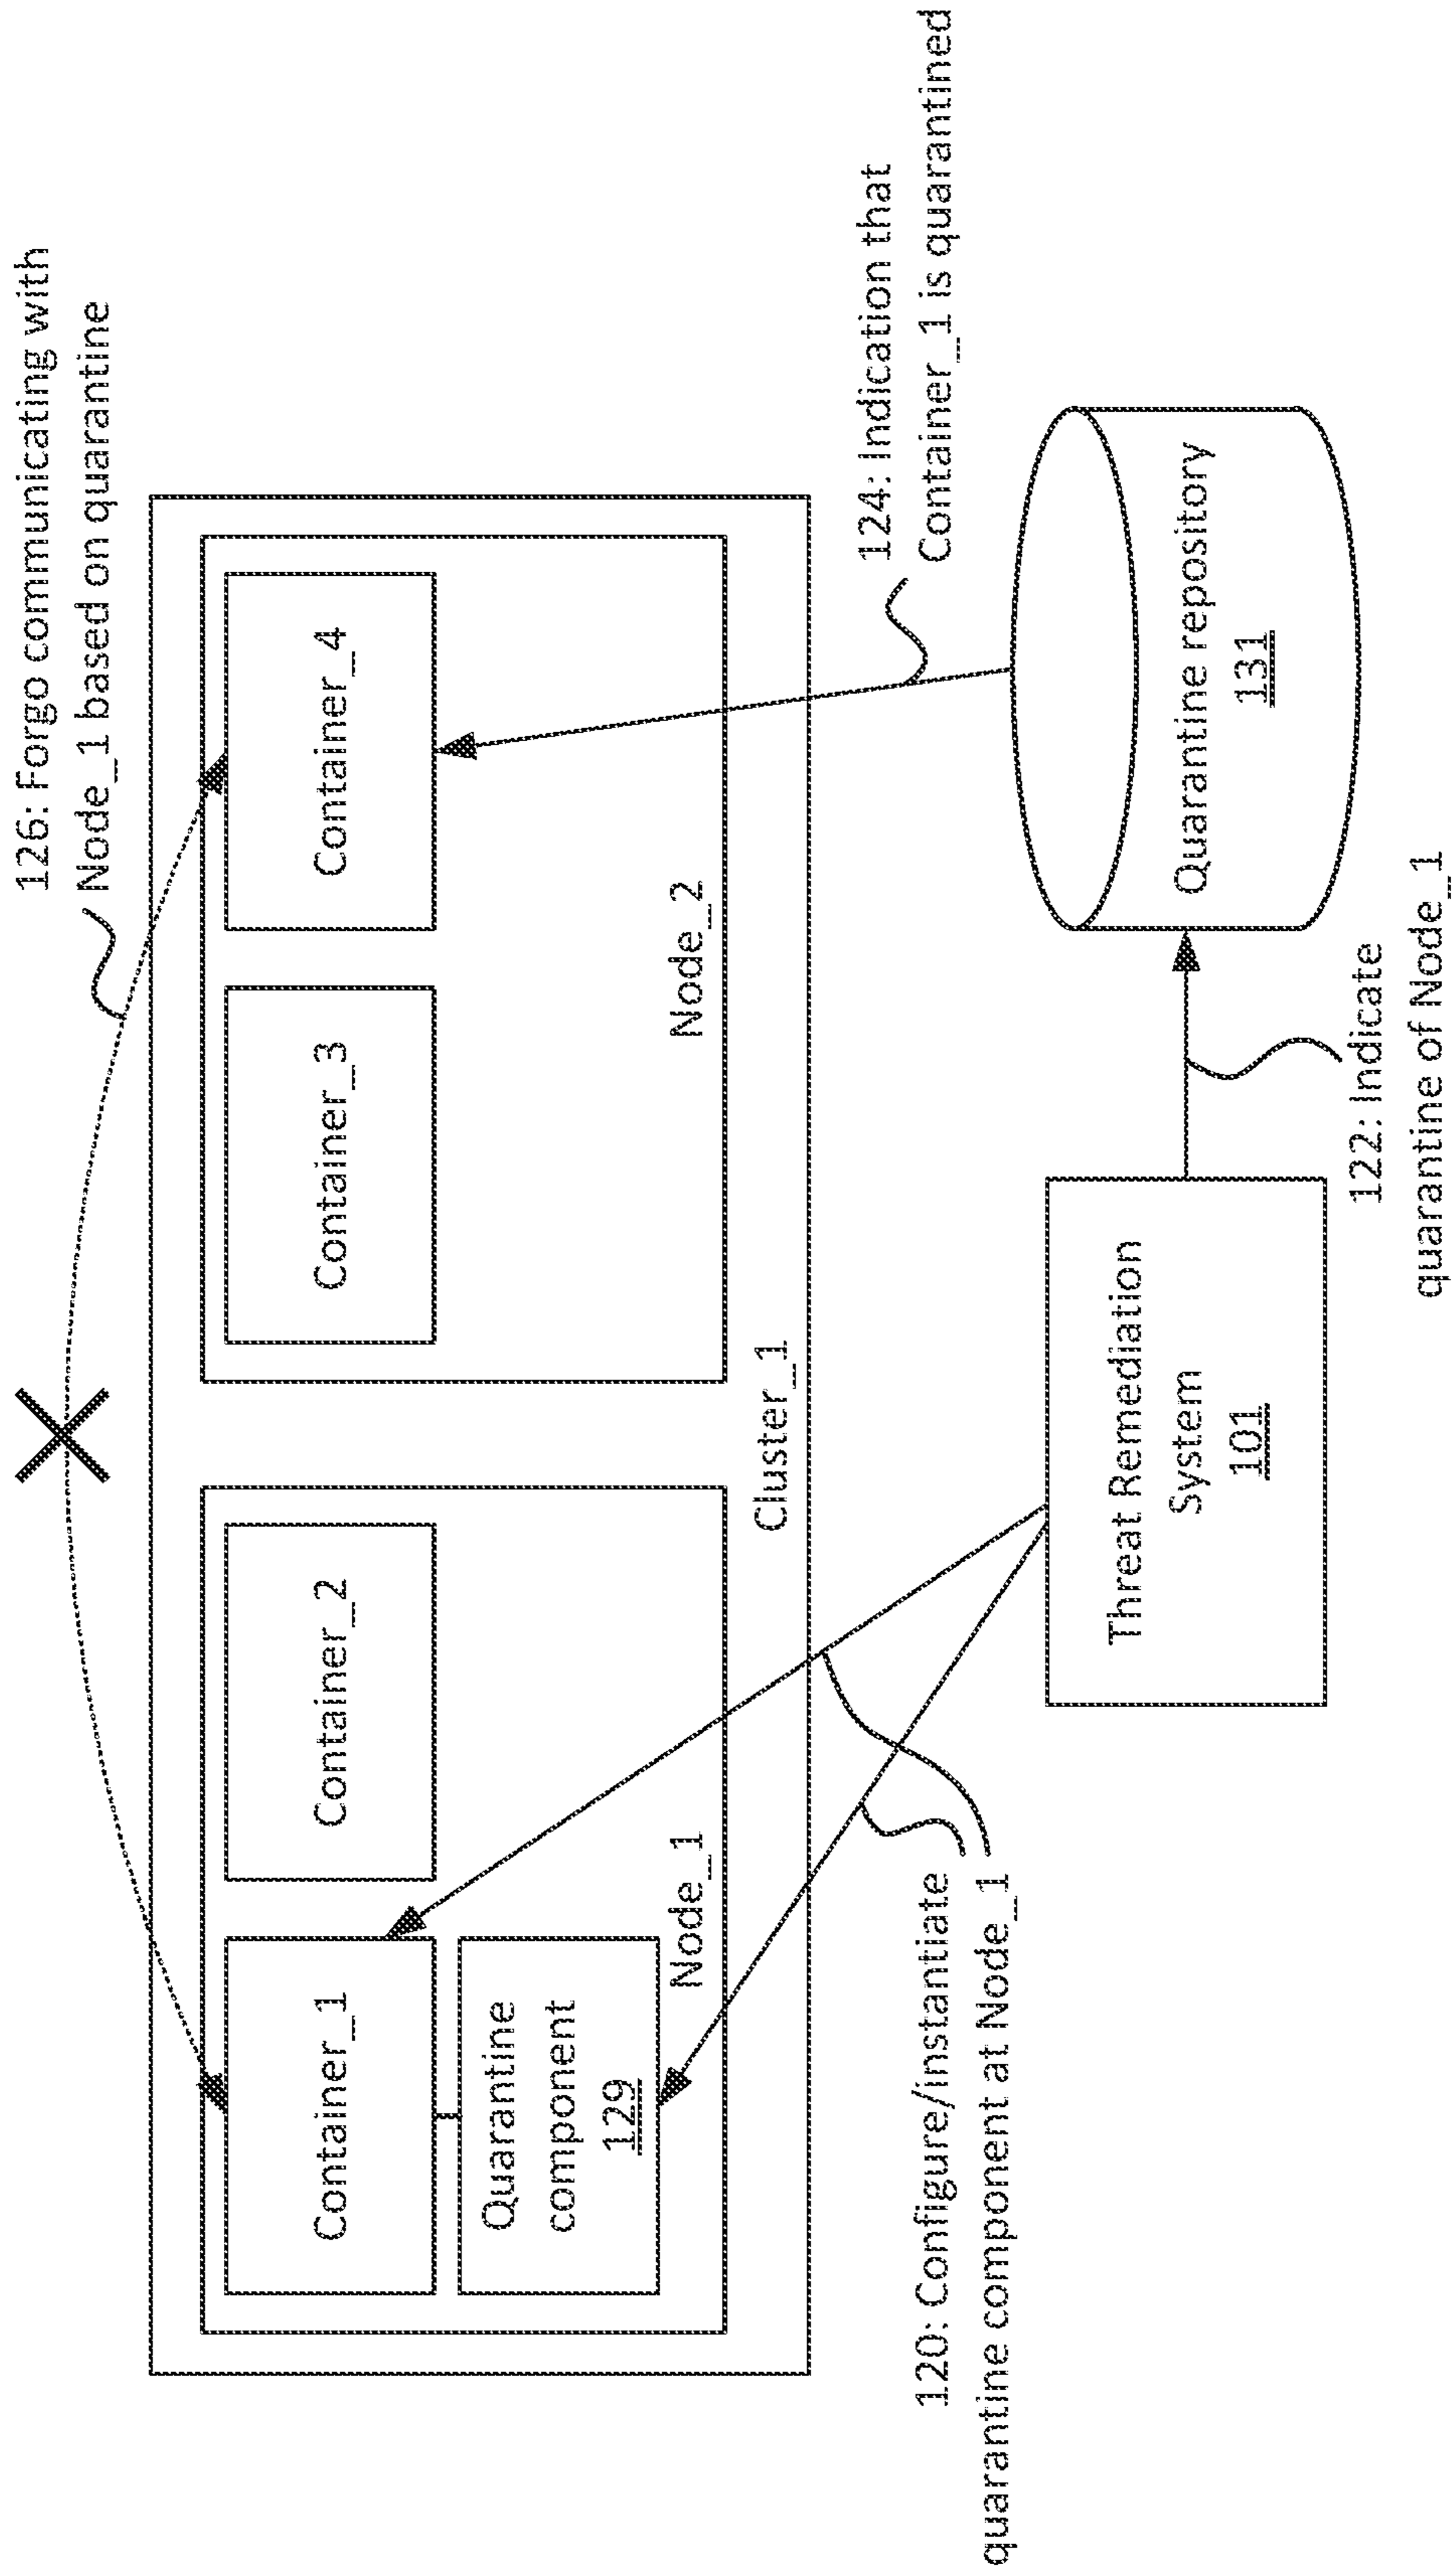 126: Forgo communicating with
Node_1 based on quarantine
Container_1
Container_2
Container_3
Container_4
Quarantine
component
129
Node_1
Node_2
Cluster_1
124: Indication that
Container_1 is quarantined
120: Configure/instantiate
quarantine component at Node_1
Threat Remediation
System
101
Quarantine repository
131
122: Indicate
quarantine of Node_1